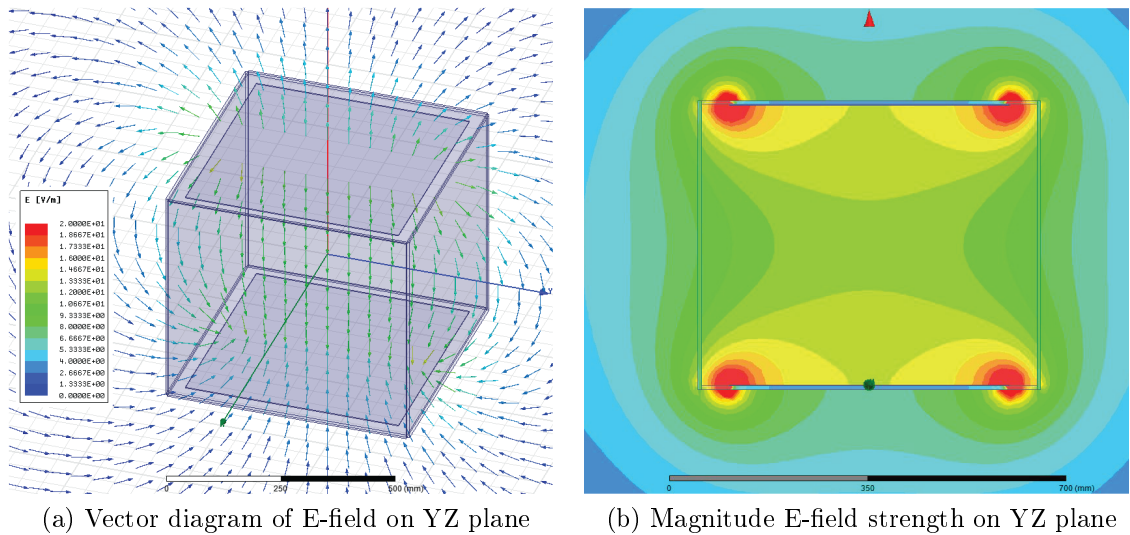 E [V/m]
2.0000E+01
1.8667E+01
1.7333E+01
1.6000E+01
1.4667E+01
1.3333E+01
1.2000E+01
1.0667E+01
9.3333E+00
8.0000E+00
6.6667E+00
5.3333E+00
4.0000E+00
2.6667E+00
1.3333E+00
0.0000E+00
Y
0 250 500 (mm)
0 350 700 (mm)
(a) Vector diagram of E-field on YZ plane
(b) Magnitude E-field strength on YZ plane